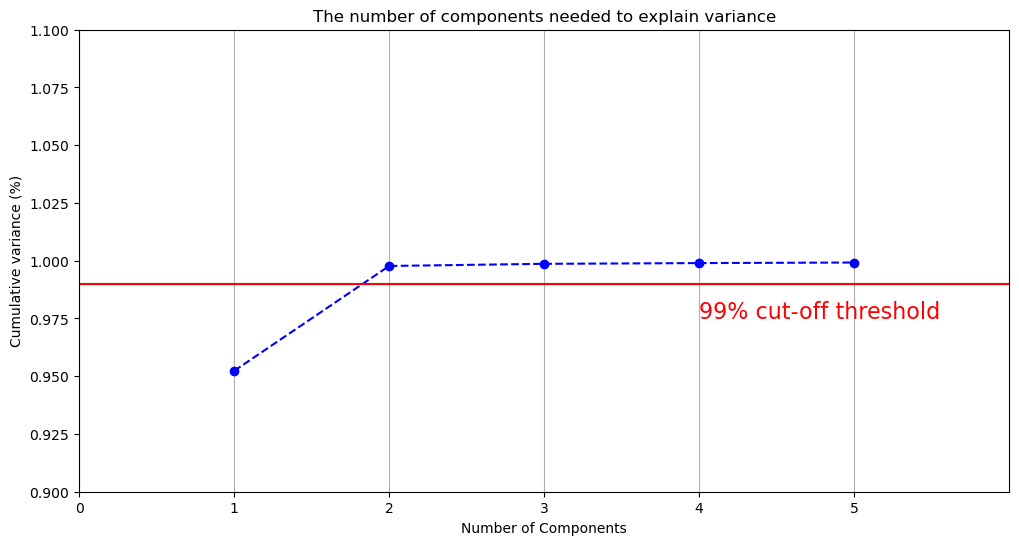 The number of components needed to explain variance
1.100
1.075
1.050
1.025
1.000
0.975
0.950
0.925
0.900
Cumulative variance (%)
99% cut-off threshold
0 1 2 3 4 5
Number of Components